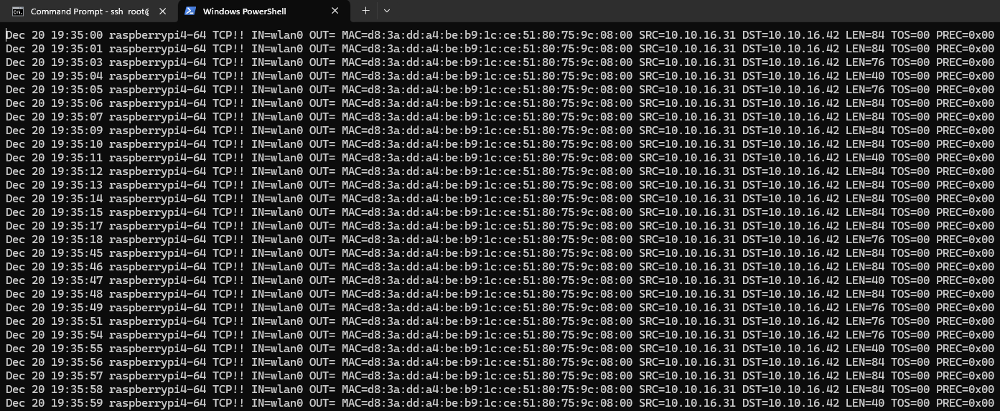 Command Prompt - ssh root@
Windows PowerShell
Dec 20 19:35:00 raspberrypi4-64 TCP!! IN=wlan0 OUT= MAC=d8:3a:dd:a4:be:b9:1c:ce:51:80:75:9c:08:00 SRC=10.10.16.31 DST=10.10.16.42 LEN=84 TOS=00 PREC=0x00
Dec 20 19:35:01 raspberrypi4-64 TCP!! IN=wlan0 OUT= MAC=d8:3a:dd:a4:be:b9:1c:ce:51:80:75:9c:08:00 SRC=10.10.16.31 DST=10.10.16.42 LEN=84 TOS=00 PREC=0x00
Dec 20 19:35:03 raspberrypi4-64 TCP!! IN=wlan0 OUT= MAC=d8:3a:dd:a4:be:b9:1c:ce:51:80:75:9c:08:00 SRC=10.10.16.31 DST=10.10.16.42 LEN=76 TOS=00 PREC=0x00
Dec 20 19:35:04 raspberrypi4-64 TCP!! IN=wlan0 OUT= MAC=d8:3a:dd:a4:be:b9:1c:ce:51:80:75:9c:08:00 SRC=10.10.16.31 DST=10.10.16.42 LEN=40 TOS=00 PREC=0x00
Dec 20 19:35:05 raspberrypi4-64 TCP!! IN=wlan0 OUT= MAC=d8:3a:dd:a4:be:b9:1c:ce:51:80:75:9c:08:00 SRC=10.10.16.31 DST=10.10.16.42 LEN=76 TOS=00 PREC=0x00
Dec 20 19:35:06 raspberrypi4-64 TCP!! IN=wlan0 OUT= MAC=d8:3a:dd:a4:be:b9:1c:ce:51:80:75:9c:08:00 SRC=10.10.16.31 DST=10.10.16.42 LEN=84 TOS=00 PREC=0x00
Dec 20 19:35:07 raspberrypi4-64 TCP!! IN=wlan0 OUT= MAC=d8:3a:dd:a4:be:b9:1c:ce:51:80:75:9c:08:00 SRC=10.10.16.31 DST=10.10.16.42 LEN=84 TOS=00 PREC=0x00
Dec 20 19:35:09 raspberrypi4-64 TCP!! IN=wlan0 OUT= MAC=d8:3a:dd:a4:be:b9:1c:ce:51:80:75:9c:08:00 SRC=10.10.16.31 DST=10.10.16.42 LEN=84 TOS=00 PREC=0x00
Dec 20 19:35:10 raspberrypi4-64 TCP!! IN=wlan0 OUT= MAC=d8:3a:dd:a4:be:b9:1c:ce:51:80:75:9c:08:00 SRC=10.10.16.31 DST=10.10.16.42 LEN=84 TOS=00 PREC=0x00
Dec 20 19:35:11 raspberrypi4-64 TCP!! IN=wlan0 OUT= MAC=d8:3a:dd:a4:be:b9:1c:ce:51:80:75:9c:08:00 SRC=10.10.16.31 DST=10.10.16.42 LEN=40 TOS=00 PREC=0x00
Dec 20 19:35:12 raspberrypi4-64 TCP!! IN=wlan0 OUT= MAC=d8:3a:dd:a4:be:b9:1c:ce:51:80:75:9c:08:00 SRC=10.10.16.31 DST=10.10.16.42 LEN=84 TOS=00 PREC=0x00
Dec 20 19:35:13 raspberrypi4-64 TCP!! IN=wlan0 OUT= MAC=d8:3a:dd:a4:be:b9:1c:ce:51:80:75:9c:08:00 SRC=10.10.16.31 DST=10.10.16.42 LEN=84 TOS=00 PREC=0x00
Dec 20 19:35:14 raspberrypi4-64 TCP!! IN=wlan0 OUT= MAC=d8:3a:dd:a4:be:b9:1c:ce:51:80:75:9c:08:00 SRC=10.10.16.31 DST=10.10.16.42 LEN=84 TOS=00 PREC=0x00
Dec 20 19:35:15 raspberrypi4-64 TCP!! IN=wlan0 OUT= MAC=d8:3a:dd:a4:be:b9:1c:ce:51:80:75:9c:08:00 SRC=10.10.16.31 DST=10.10.16.42 LEN=84 TOS=00 PREC=0x00
Dec 20 19:35:17 raspberrypi4-64 TCP!! IN=wlan0 OUT= MAC=d8:3a:dd:a4:be:b9:1c:ce:51:80:75:9c:08:00 SRC=10.10.16.31 DST=10.10.16.42 LEN=84 TOS=00 PREC=0x00
Dec 20 19:35:18 raspberrypi4-64 TCP!! IN=wlan0 OUT= MAC=d8:3a:dd:a4:be:b9:1c:ce:51:80:75:9c:08:00 SRC=10.10.16.31 DST=10.10.16.42 LEN=76 TOS=00 PREC=0x00
Dec 20 19:35:45 raspberrypi4-64 TCP!! IN=wlan0 OUT= MAC=d8:3a:dd:a4:be:b9:1c:ce:51:80:75:9c:08:00 SRC=10.10.16.31 DST=10.10.16.42 LEN=84 TOS=00 PREC=0x00
Dec 20 19:35:46 raspberrypi4-64 TCP!! IN=wlan0 OUT= MAC=d8:3a:dd:a4:be:b9:1c:ce:51:80:75:9c:08:00 SRC=10.10.16.31 DST=10.10.16.42 LEN=84 TOS=00 PREC=0x00
Dec 20 19:35:47 raspberrypi4-64 TCP!! IN=wlan0 OUT= MAC=d8:3a:dd:a4:be:b9:1c:ce:51:80:75:9c:08:00 SRC=10.10.16.31 DST=10.10.16.42 LEN=40 TOS=00 PREC=0x00
Dec 20 19:35:48 raspberrypi4-64 TCP!! IN=wlan0 OUT= MAC=d8:3a:dd:a4:be:b9:1c:ce:51:80:75:9c:08:00 SRC=10.10.16.31 DST=10.10.16.42 LEN=84 TOS=00 PREC=0x00
Dec 20 19:35:49 raspberrypi4-64 TCP!! IN=wlan0 OUT= MAC=d8:3a:dd:a4:be:b9:1c:ce:51:80:75:9c:08:00 SRC=10.10.16.31 DST=10.10.16.42 LEN=76 TOS=00 PREC=0x00
Dec 20 19:35:51 raspberrypi4-64 TCP!! IN=wlan0 OUT= MAC=d8:3a:dd:a4:be:b9:1c:ce:51:80:75:9c:08:00 SRC=10.10.16.31 DST=10.10.16.42 LEN=76 TOS=00 PREC=0x00
Dec 20 19:35:54 raspberrypi4-64 TCP!! IN=wlan0 OUT= MAC=d8:3a:dd:a4:be:b9:1c:ce:51:80:75:9c:08:00 SRC=10.10.16.31 DST=10.10.16.42 LEN=76 TOS=00 PREC=0x00
Dec 20 19:35:55 raspberrypi4-64 TCP!! IN=wlan0 OUT= MAC=d8:3a:dd:a4:be:b9:1c:ce:51:80:75:9c:08:00 SRC=10.10.16.31 DST=10.10.16.42 LEN=40 TOS=00 PREC=0x00
Dec 20 19:35:56 raspberrypi4-64 TCP!! IN=wlan0 OUT= MAC=d8:3a:dd:a4:be:b9:1c:ce:51:80:75:9c:08:00 SRC=10.10.16.31 DST=10.10.16.42 LEN=84 TOS=00 PREC=0x00
Dec 20 19:35:57 raspberrypi4-64 TCP!! IN=wlan0 OUT= MAC=d8:3a:dd:a4:be:b9:1c:ce:51:80:75:9c:08:00 SRC=10.10.16.31 DST=10.10.16.42 LEN=84 TOS=00 PREC=0x00
Dec 20 19:35:58 raspberrypi4-64 TCP!! IN=wlan0 OUT= MAC=d8:3a:dd:a4:be:b9:1c:ce:51:80:75:9c:08:00 SRC=10.10.16.31 DST=10.10.16.42 LEN=84 TOS=00 PREC=0x00
Dec 20 19:35:59 raspberrypi4-64 TCP!! IN=wlan0 OUT= MAC=d8:3a:dd:a4:be:b9:1c:ce:51:80:75:9c:08:00 SRC=10.10.16.31 DST=10.10.16.42 LEN=40 TOS=00 PREC=0x00